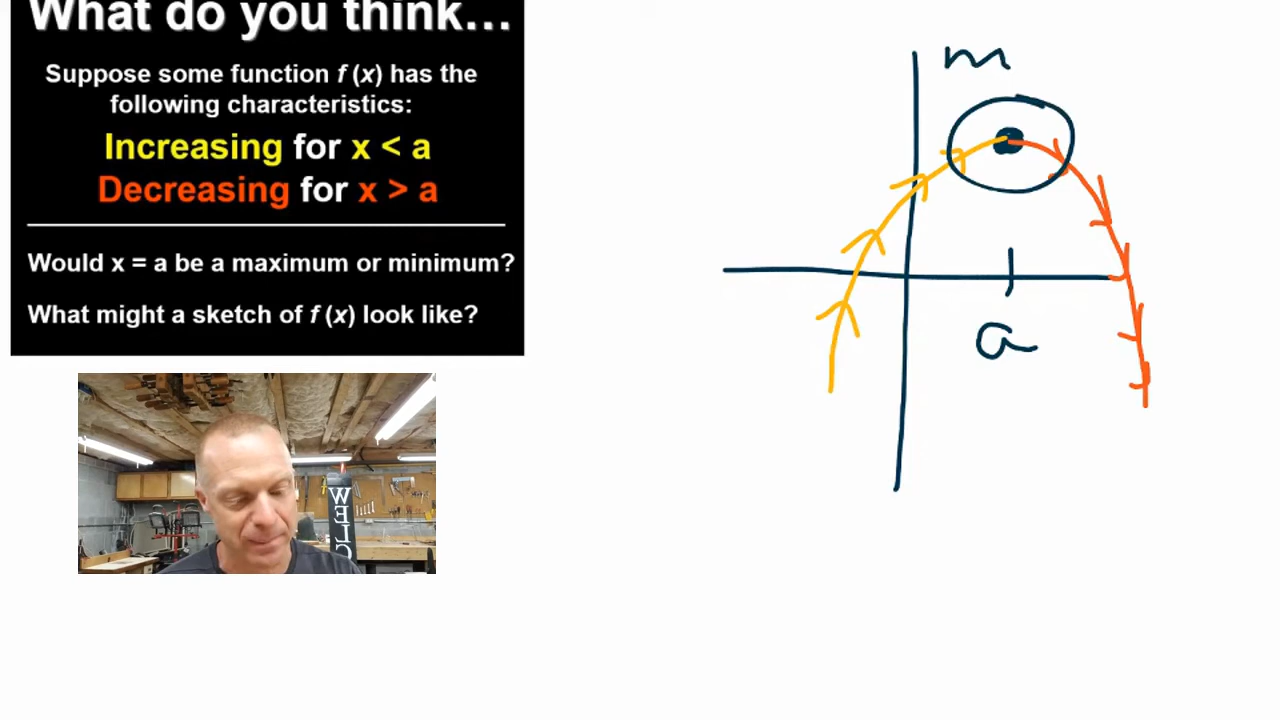 What do you think…
Suppose some function f (x) has the
following characteristics:
Increasing for x < a
Decreasing for x > a
Would x = a be a maximum or minimum?
What might a sketch of f (x) look like?
m
a
WELC